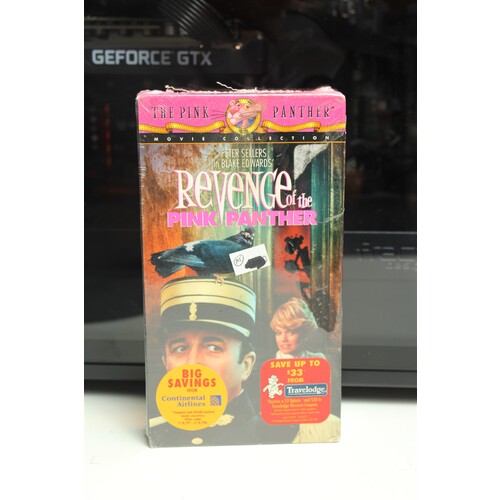 GEFORCE GTX
THE PINK PANTHER
MOVIE COLLECTION
PETER SELLERS
in BLAKE EDWARDS'
REVENGE of the
PINK PANTHER
BIG
SAVINGS
FROM
Continental
Airlines
SAVE UP TO
$33
FROM
Travelodge